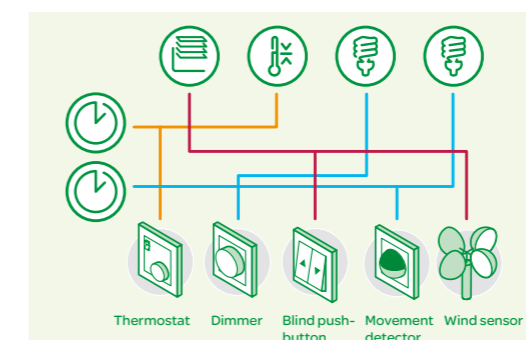 Thermostat
Dimmer
Blind push-
button
Movement
detector
Wind sensor